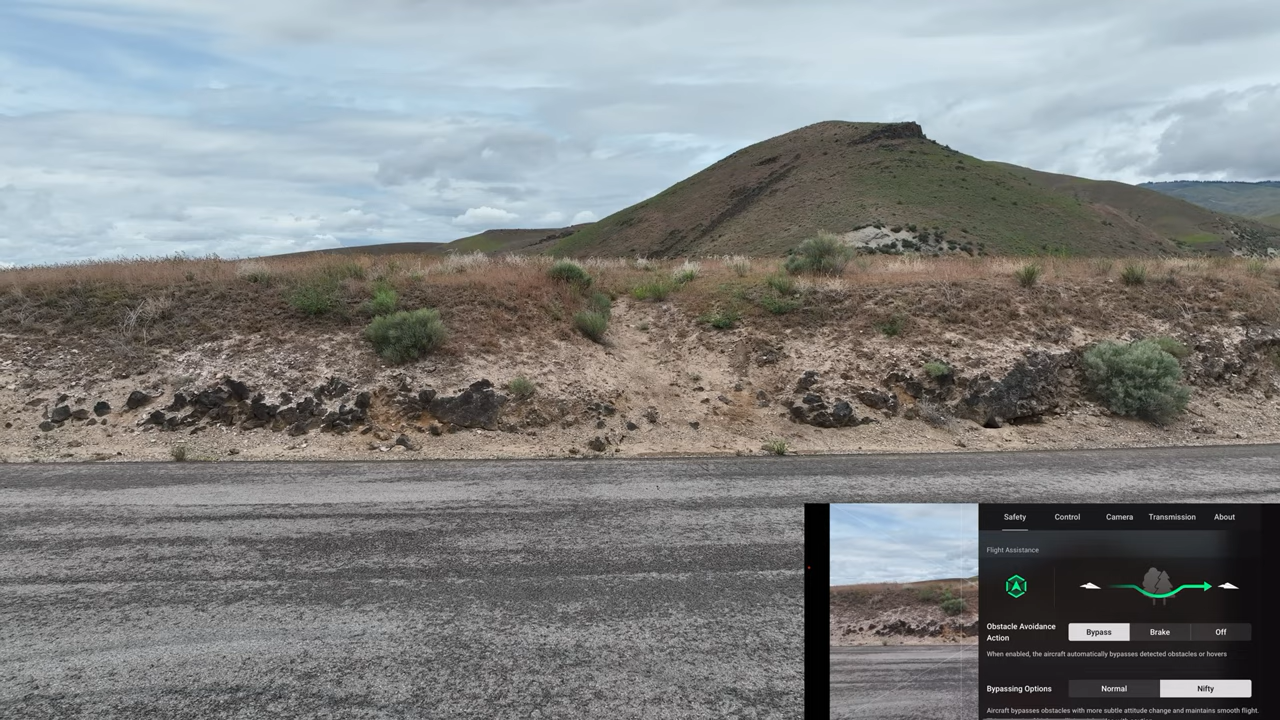 Safety Control Camera Transmission About
Flight Assistance
Obstacle Avoidance
Action
Bypass Brake Off
When enabled, the aircraft automatically bypasses detected obstacles or hovers
Bypassing Options Normal Nifty
Aircraft bypasses obstacles with more subtle attitude change and maintains smooth flight.